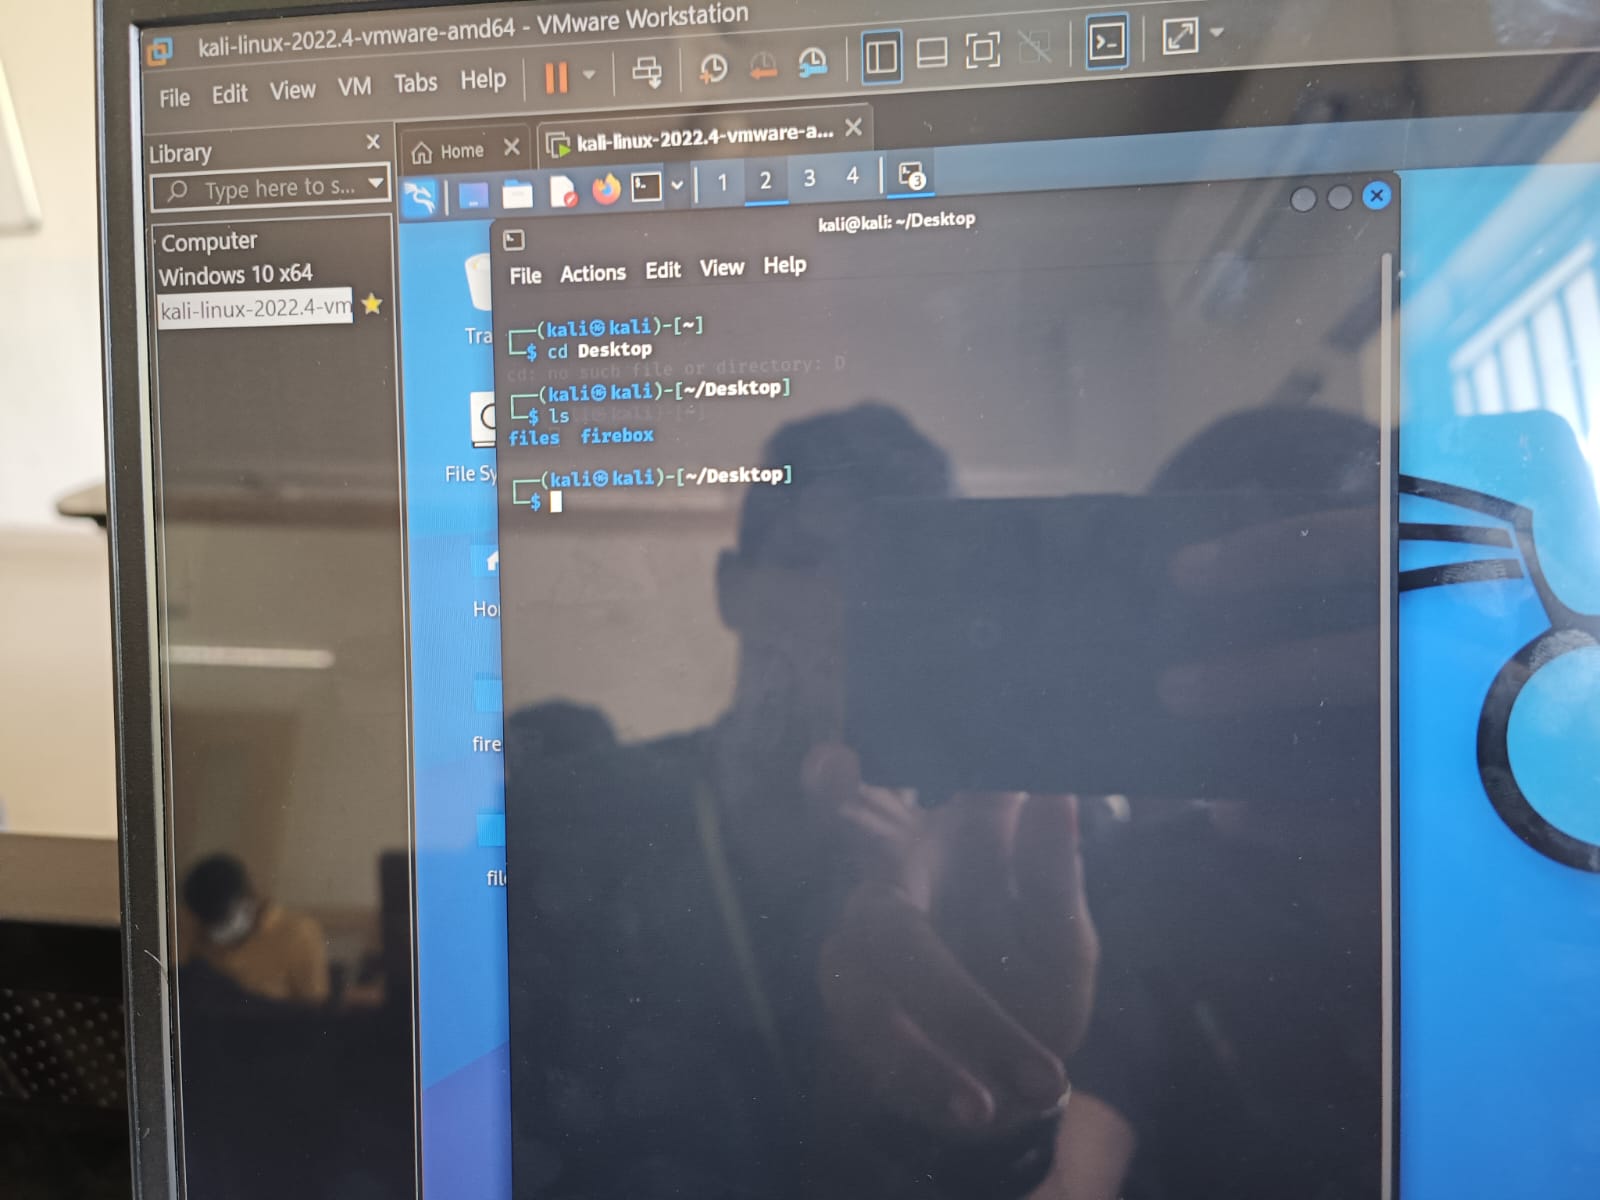 kali-linux-2022.4-vmware-amd64 - VMware Workstation
File Edit View VM Tabs Help
Library
Home
kali-linux-2022.4-vmware-a...
Type here to s...
1 2 3 4
3
Computer
Windows 10 x64
kali-linux-2022.4-vm
kali@kali: ~/Desktop
File Actions Edit View Help
Tra
File Sy
Ho
fire
fil
(kali㉿kali)-[~]
$ cd Desktop
cd: no such file or directory: D
(kali㉿kali)-[~/Desktop]
$ ls
files firebox
(kali㉿kali)-[~/Desktop]
$